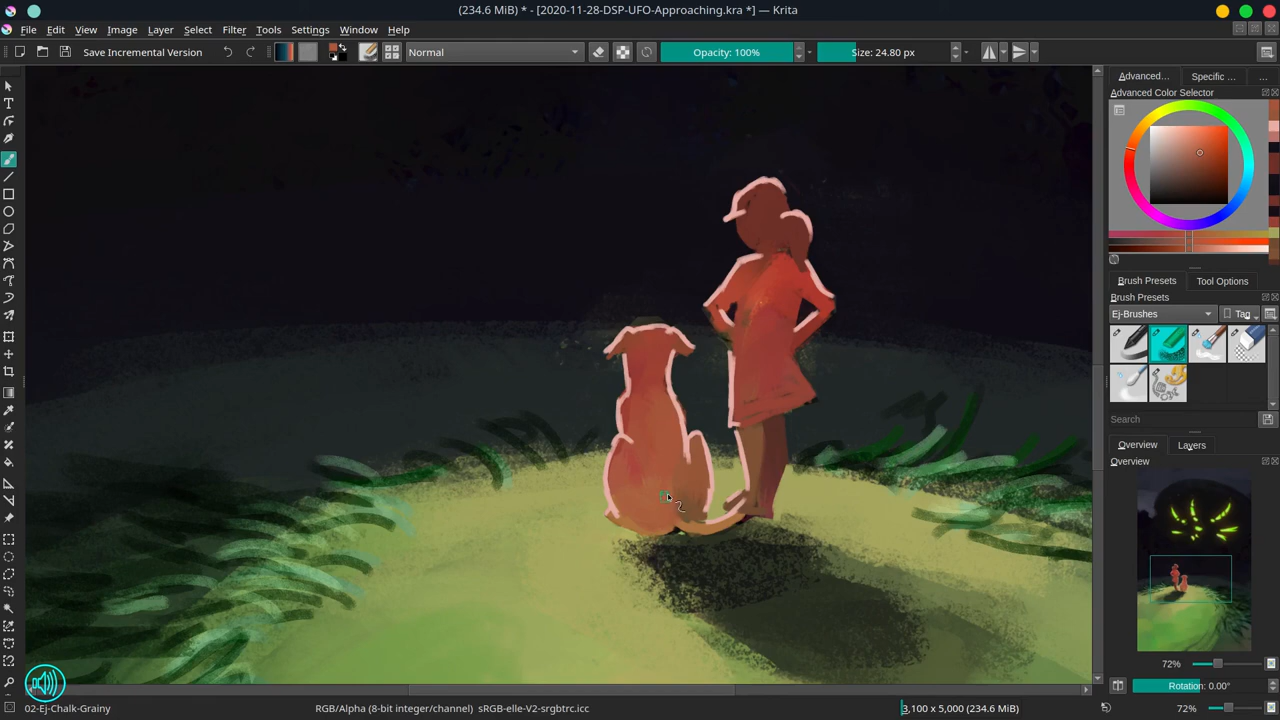 (234.6 MiB) * - [2020-11-28-DSP-UFO-Approaching.kra *] — Krita
File Edit View Image Layer Select Filter Tools Settings Window Help
Save Incremental Version Normal Opacity: 100% Size: 24.80 px
Advanced... Specific ... ...
Advanced Color Selector
Brush Presets Tool Options
Brush Presets
Ej-Brushes Tag
Search
Overview Layers
Overview
72%
Rotation: 0.00°
02-Ej-Chalk-Grainy RGB/Alpha (8-bit integer/channel) sRGB-elle-V2-srgbtrc.icc 3,100 x 5,000 (234.6 MiB) 72%